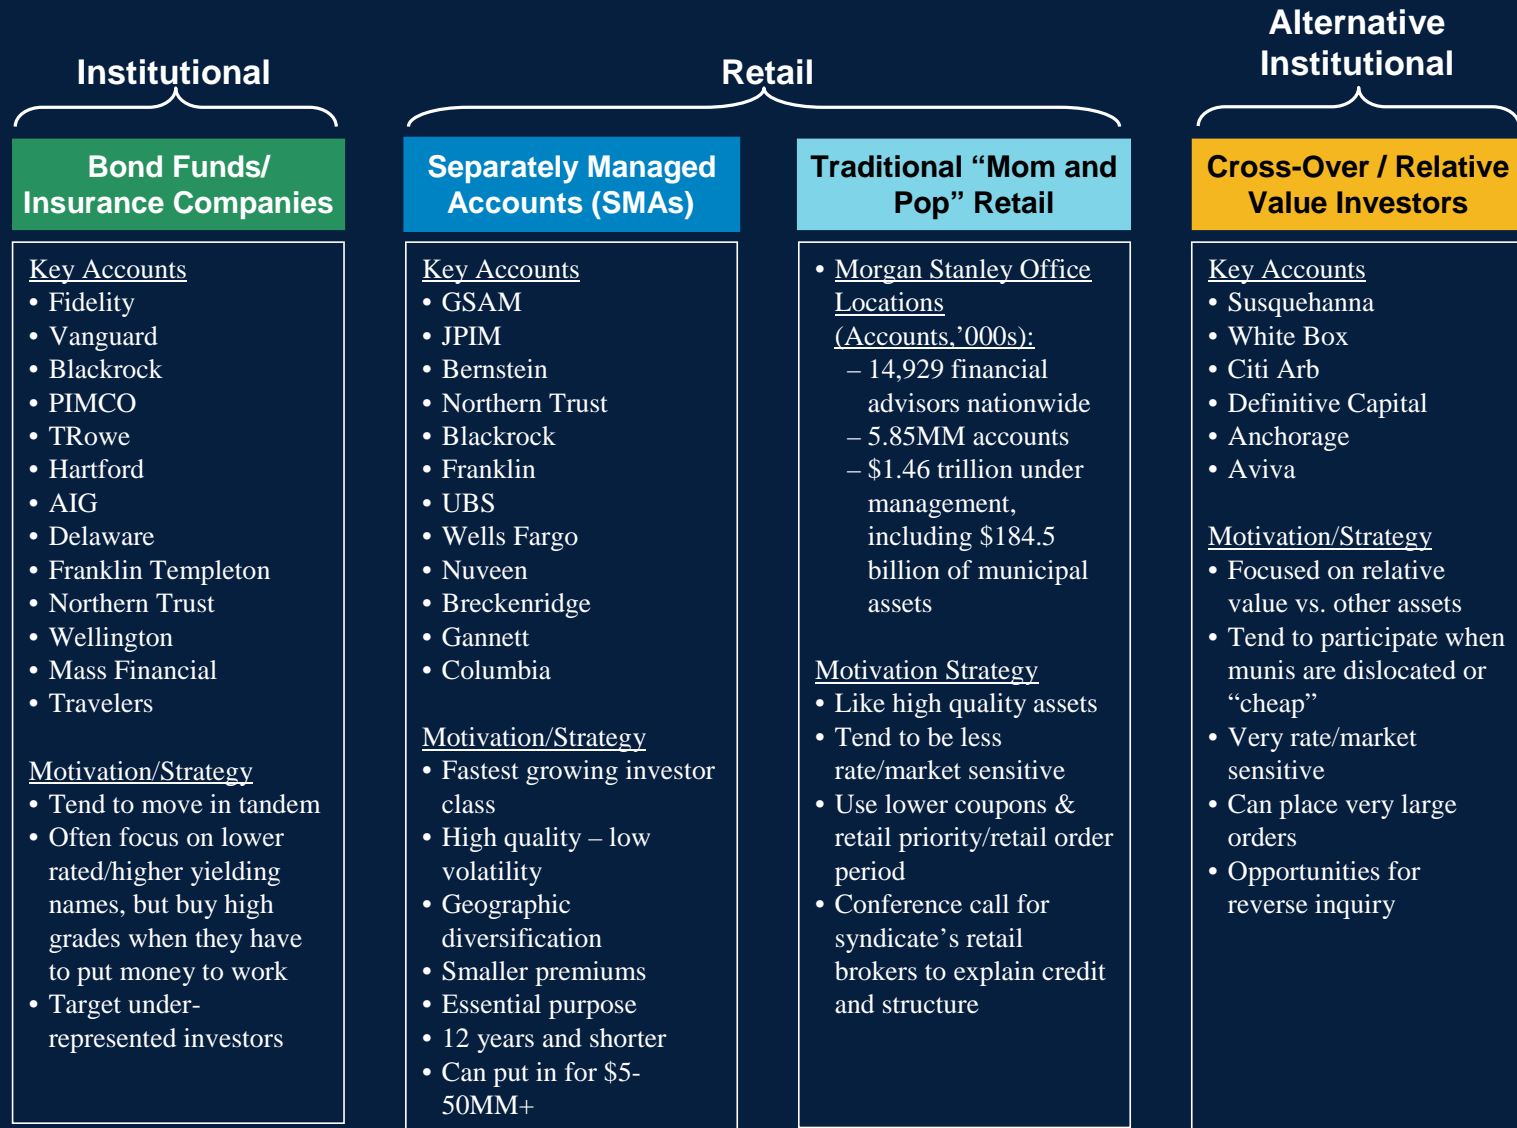 Institutional
Retail
Alternative
Institutional
Bond Funds/
Insurance Companies
Key Accounts
• Fidelity
• Vanguard
• Blackrock
• PIMCO
• TRowe
• Hartford
• AIG
• Delaware
• Franklin Templeton
• Northern Trust
• Wellington
• Mass Financial
• Travelers
Motivation/Strategy
• Tend to move in tandem
• Often focus on lower
rated/higher yielding
names, but buy high
grades when they have
to put money to work
• Target under-
represented investors
Separately Managed
Accounts (SMAs)
Key Accounts
• GSAM
• JPIM
• Bernstein
• Northern Trust
• Blackrock
• Franklin
• UBS
• Wells Fargo
• Nuveen
• Breckenridge
• Gannett
• Columbia
Motivation/Strategy
• Fastest growing investor
class
• High quality – low
volatility
• Geographic
diversification
• Smaller premiums
• Essential purpose
• 12 years and shorter
• Can put in for $5-
50MM+
Traditional “Mom and
Pop” Retail
• Morgan Stanley Office
Locations
(Accounts,’000s):
– 14,929 financial
advisors nationwide
– 5.85MM accounts
– $1.46 trillion under
management,
including $184.5
billion of municipal
assets
Motivation Strategy
• Like high quality assets
• Tend to be less
rate/market sensitive
• Use lower coupons &
retail priority/retail order
period
• Conference call for
syndicate’s retail
brokers to explain credit
and structure
Cross-Over / Relative
Value Investors
Key Accounts
• Susquehanna
• White Box
• Citi Arb
• Definitive Capital
• Anchorage
• Aviva
Motivation/Strategy
• Focused on relative
value vs. other assets
• Tend to participate when
munis are dislocated or
“cheap”
• Very rate/market
sensitive
• Can place very large
orders
• Opportunities for
reverse inquiry